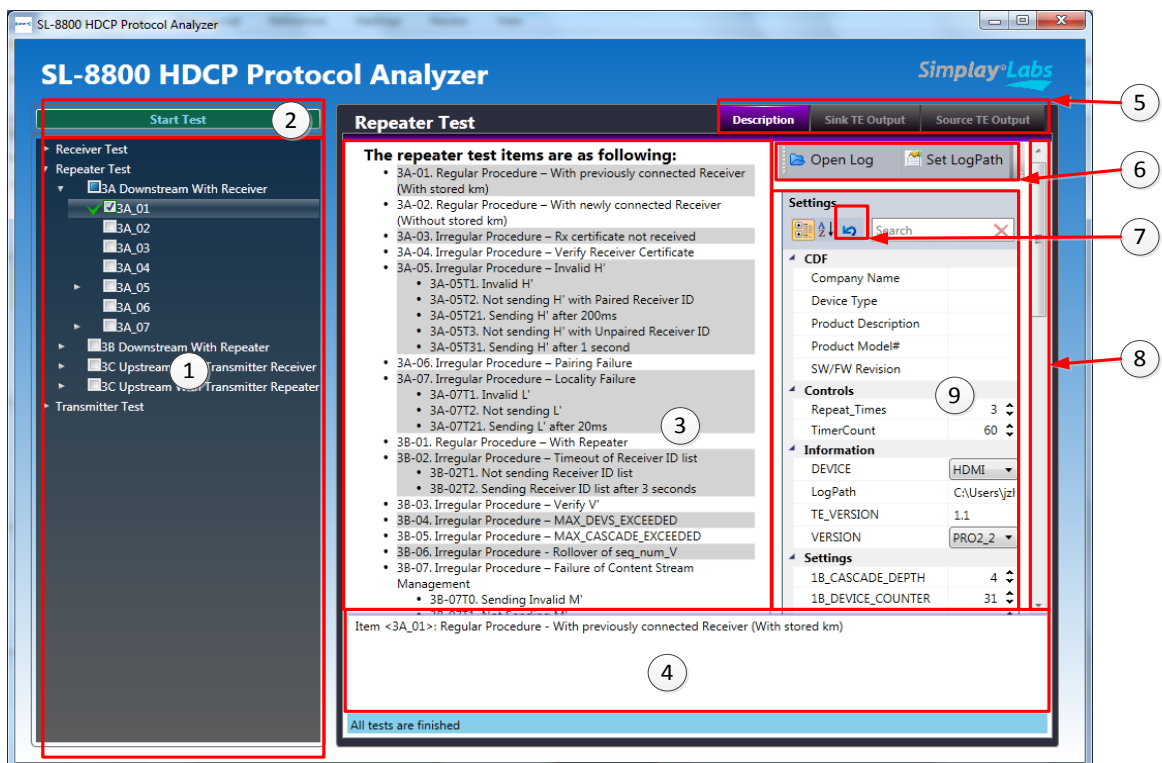 SL-8800 HDCP Protocol Analyzer
SL-8800 HDCP Protocol Analyzer
Simplay Labs
Start Test
2
Receiver Test
Repeater Test
3A Downstream With Receiver
3A_01
3A_02
3A_03
3A_04
3A_05
3A_06
3A_07
3B Downstream With Repeater
3C Upstream Transmitter Receiver
3C Upstream With Transmitter Repeater
1
Transmitter Test
Repeater Test
Description
Sink TE Output
Source TE Output
5
The repeater test items are as following:
• 3A-01. Regular Procedure – With previously connected Receiver
(With stored km)
• 3A-02. Regular Procedure – With newly connected Receiver
(Without stored km)
• 3A-03. Irregular Procedure – Rx certificate not received
• 3A-04. Irregular Procedure – Verify Receiver Certificate
• 3A-05. Irregular Procedure – Invalid H'
• 3A-05T1. Invalid H'
• 3A-05T2. Not sending H' with Paired Receiver ID
• 3A-05T21. Sending H' after 200ms
• 3A-05T3. Not sending H' with Unpaired Receiver ID
• 3A-05T31. Sending H' after 1 second
• 3A-06. Irregular Procedure – Pairing Failure
• 3A-07. Irregular Procedure – Locality Failure
• 3A-07T1. Invalid L'
• 3A-07T2. Not sending L'
• 3A-07T21. Sending L' after 20ms
3
• 3B-01. Regular Procedure – With Repeater
• 3B-02. Irregular Procedure – Timeout of Receiver ID list
• 3B-02T1. Not sending Receiver ID list
• 3B-02T2. Sending Receiver ID list after 3 seconds
• 3B-03. Irregular Procedure – Verify V'
• 3B-04. Irregular Procedure – MAX_DEVS_EXCEEDED
• 3B-05. Irregular Procedure – MAX_CASCADE_EXCEEDED
• 3B-06. Irregular Procedure - Rollover of seq_num_V
• 3B-07. Irregular Procedure – Failure of Content Stream
Management
• 3B-07T0. Sending Invalid M'
• 3B-07T1. Not Sending M'
Open Log
Set LogPath
6
Settings
Search
7
CDF
Company Name
Device Type
Product Description
Product Model#
SW/FW Revision
8
Controls
9
Repeat_Times 3
TimerCount 60
Information
DEVICE HDMI
LogPath C:\Users\jzl
TE_VERSION 1.1
VERSION PRO2_2
Settings
1B_CASCADE_DEPTH 4
1B_DEVICE_COUNTER 31
Item <3A_01>: Regular Procedure - With previously connected Receiver (With stored km)
4
All tests are finished